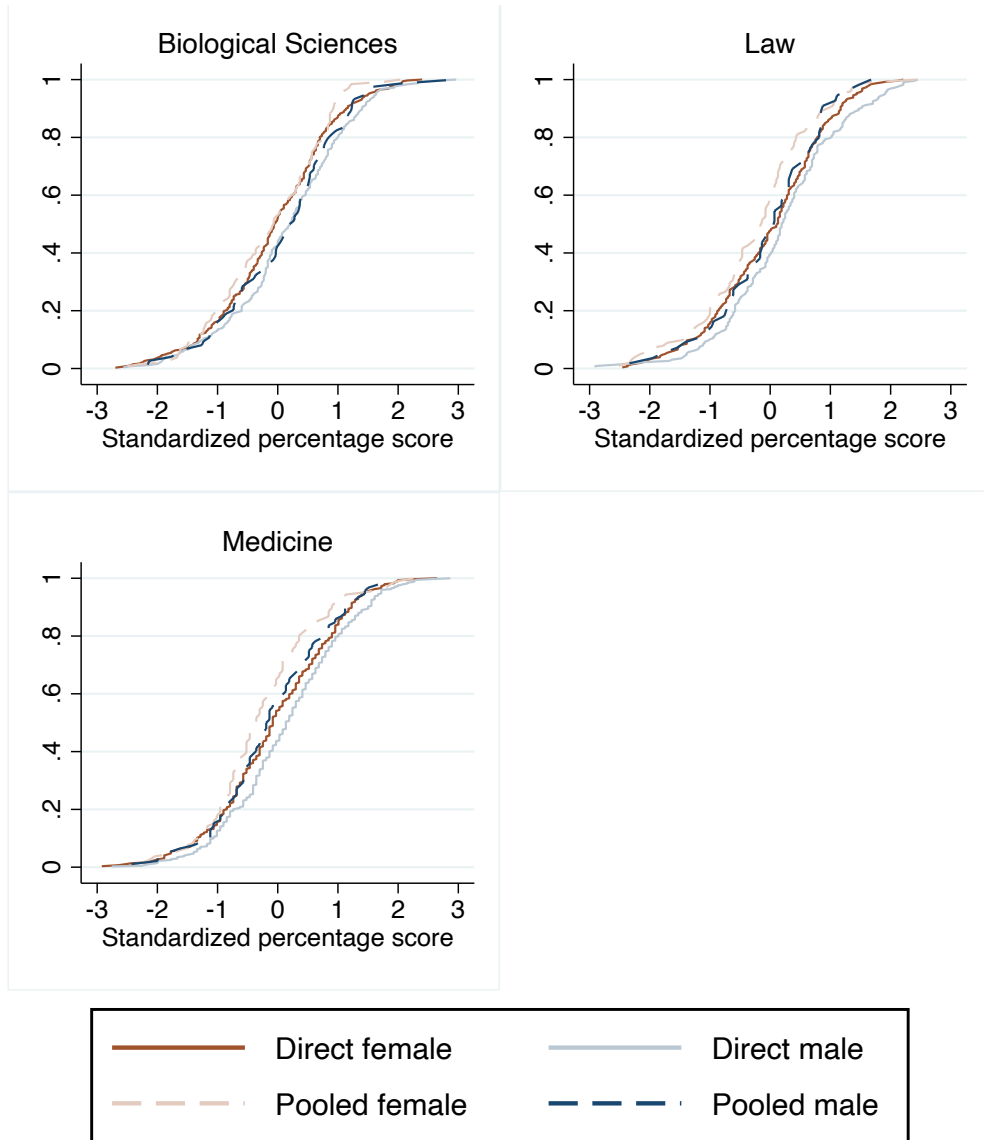 Biological Sciences
1
.8
.6
.4
.2
0
-3 -2 -1 0 1 2 3
Standardized percentage score
Law
1
.8
.6
.4
.2
0
-3 -2 -1 0 1 2 3
Standardized percentage score
Medicine
1
.8
.6
.4
.2
0
-3 -2 -1 0 1 2 3
Standardized percentage score
Direct female Direct male
Pooled female Pooled male